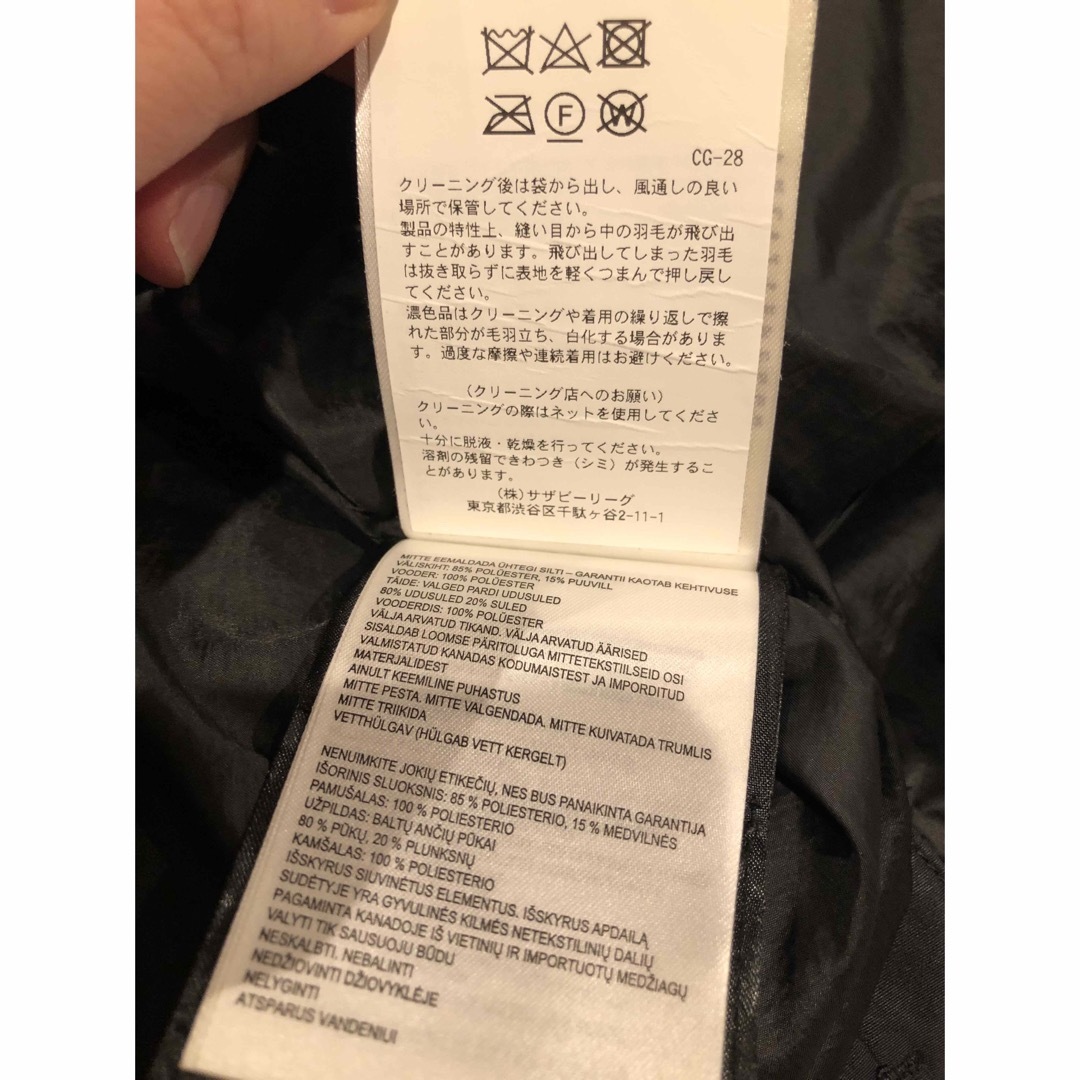 F
W
CG-28
クリーニング後は袋から出し、風通しの良い
場所で保管してください。
製品の特性上、縫い目から中の羽毛が飛び出
すことがあります。飛び出してしまった羽毛
は抜き取らずに表地を軽くつまんで押し戻し
てください。
濃色品はクリーニングや着用の繰り返しで擦
れた部分が毛羽立ち、白化する場合がありま
す。過度な摩擦や連続着用はお避けください。
(クリーニング店へのお願い)
クリーニングの際はネットを使用してくださ
い。
十分に脱液・乾燥を行ってください。
溶剤の残留できわつき(シミ)が発生するこ
とがあります。
(株)サザビーリーグ
東京都渋谷区千駄ヶ谷2-11-1
MITTE EEMALDADA ÜHTEGI SILTI – GARANTII KAOTAB KEHTIVUSE
VÄLISKIHT: 85% POLÜESTER, 15% PUUVILL
VOODER: 100% POLÜESTER
TÄIDE: VALGED PARDI UDUSULED
80% UDUSULED 20% SULED
VOODERDIS: 100% POLÜESTER
VÄLJA ARVATUD TIKAND. VÄLJA ARVATUD ÄÄRISED
SISALDAB LOOMSE PÄRITOLUGA MITTETEKSTIILSEID OSI
VALMISTATUD KANADAS KODUMAISTEST JA IMPORDITUD
MATERJALIDEST
AINULT KEEMILINE PUHASTUS
MITTE PESTA. MITTE VALGENDADA. MITTE KUIVATADA TRUMLIS
MITTE TRIIKIDA
VETTHÜLGAV (HÜLGAB VETT KERGELT)
NENUIMKITE JOKIŲ ETIKEČIŲ, NES BUS PANAIKINTA GARANTIJA
IŠORINIS SLUOKSNIS: 85 % POLIESTERIO, 15 % MEDVILNĖS
PAMUŠALAS: 100 % POLIESTERIO
UŽPILDAS: BALTŲ ANČIŲ PŪKAI
80 % PŪKŲ, 20 % PLUNKSNŲ
KAMŠALAS: 100 % POLIESTERIO
IŠSKYRUS SIUVINĖTUS ELEMENTUS. IŠSKYRUS APDAILĄ
SUDĖTYJE YRA GYVULINĖS KILMĖS NETEKSTILINIŲ DALIŲ
PAGAMINTA KANADOJE IŠ VIETINIŲ IR IMPORTUOTŲ MEDŽIAGŲ
VALYTI TIK SAUSUOJU BŪDU
NESKALBTI. NEBALINTI
NEDŽIOVINTI DŽIOVYKLĖJE
NELYGINTI
ATSPARUS VANDENIUI